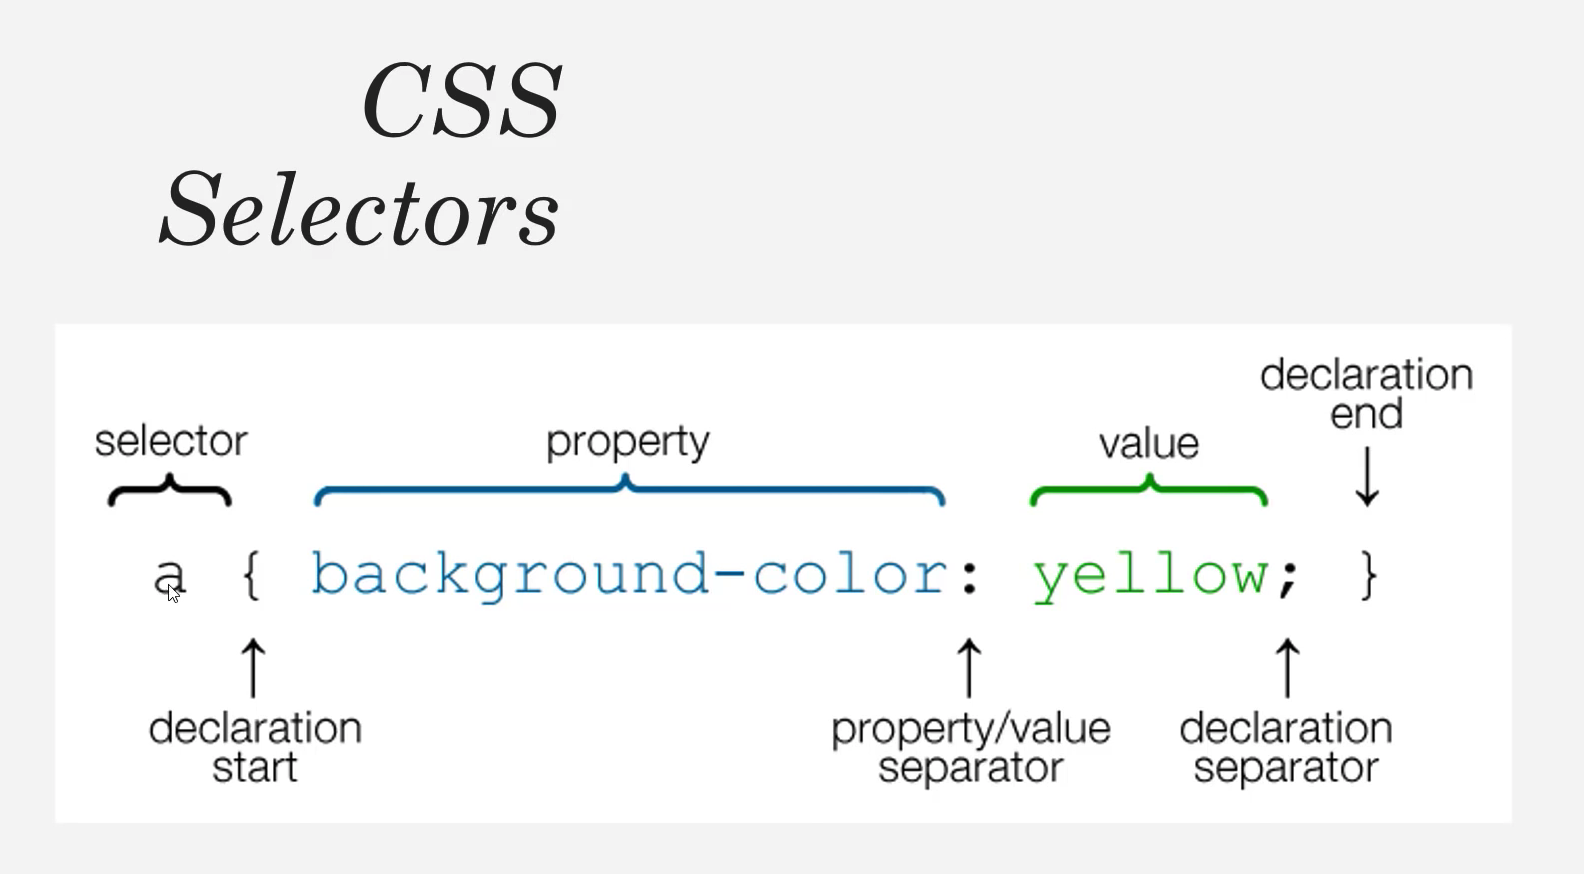 CSS
Selectors
declaration
end
selector
property
value
a { background-color: yellow; }
declaration
start
property/value
separator
declaration
separator